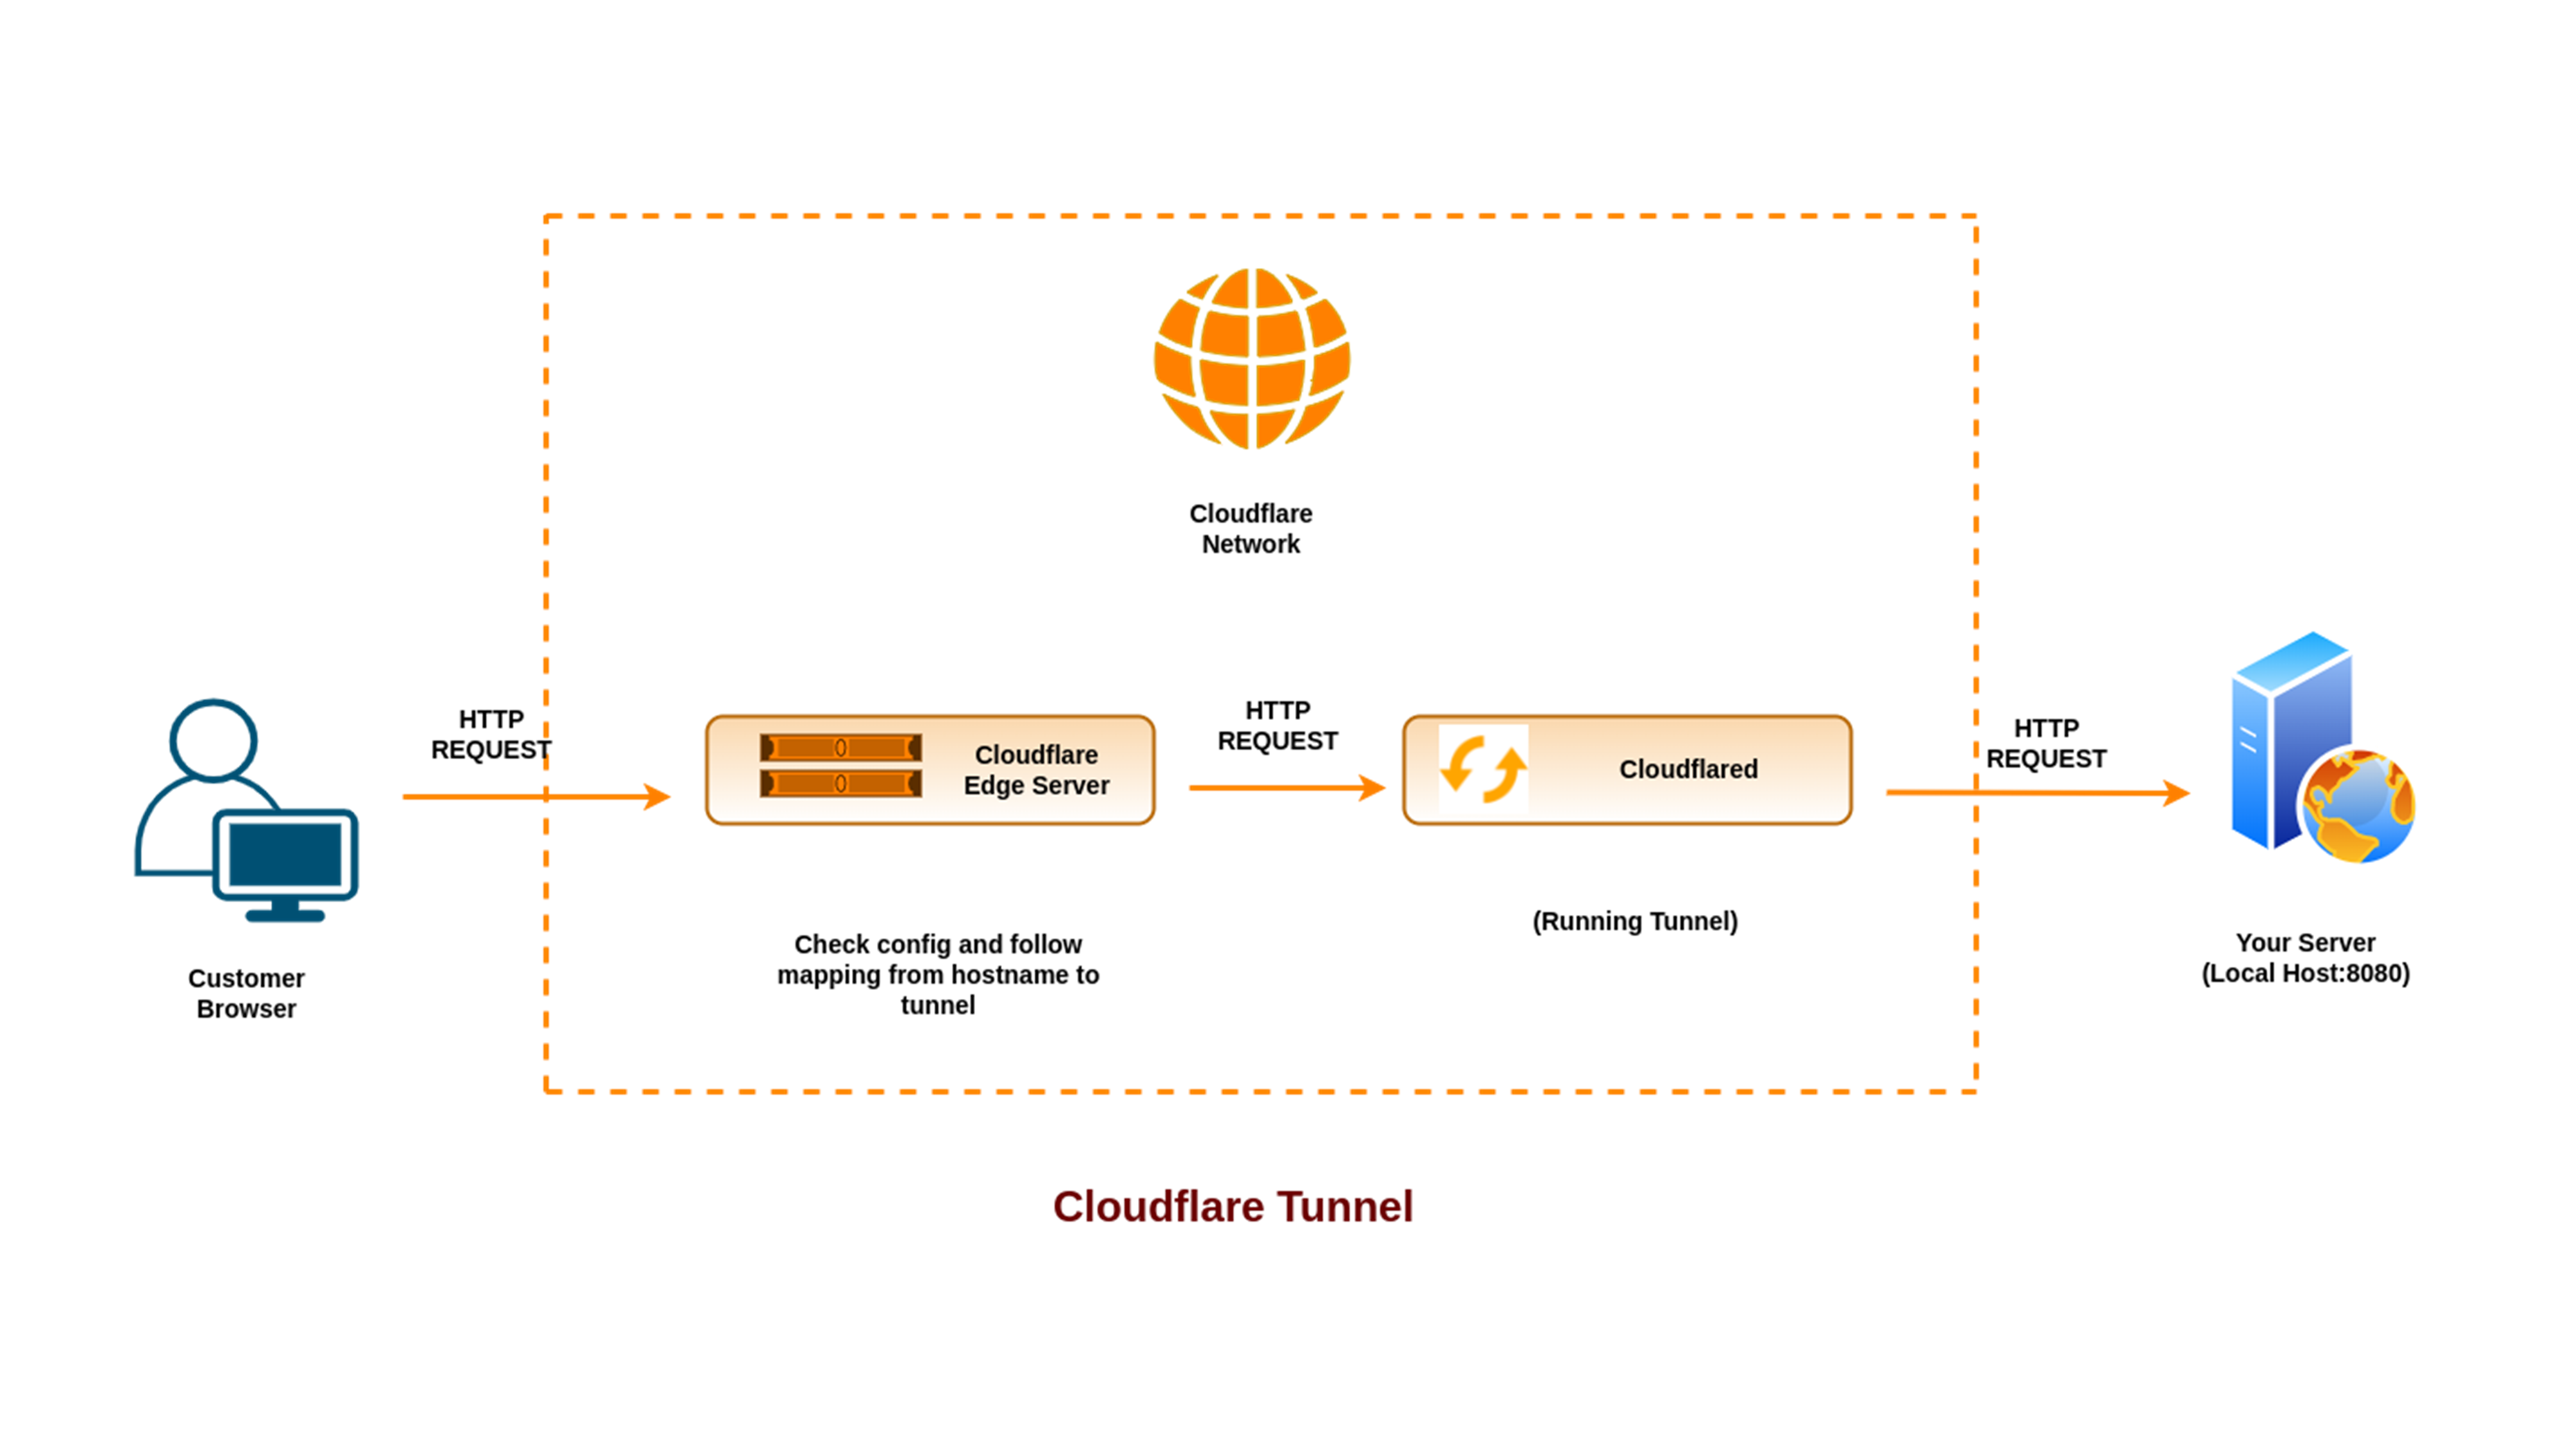 Cloudflare
Network
HTTP
REQUEST
Cloudflare
Edge Server
HTTP
REQUEST
Cloudflared
HTTP
REQUEST
Check config and follow
mapping from hostname to
tunnel
(Running Tunnel)
Your Server
(Local Host:8080)
Customer
Browser
Cloudflare Tunnel